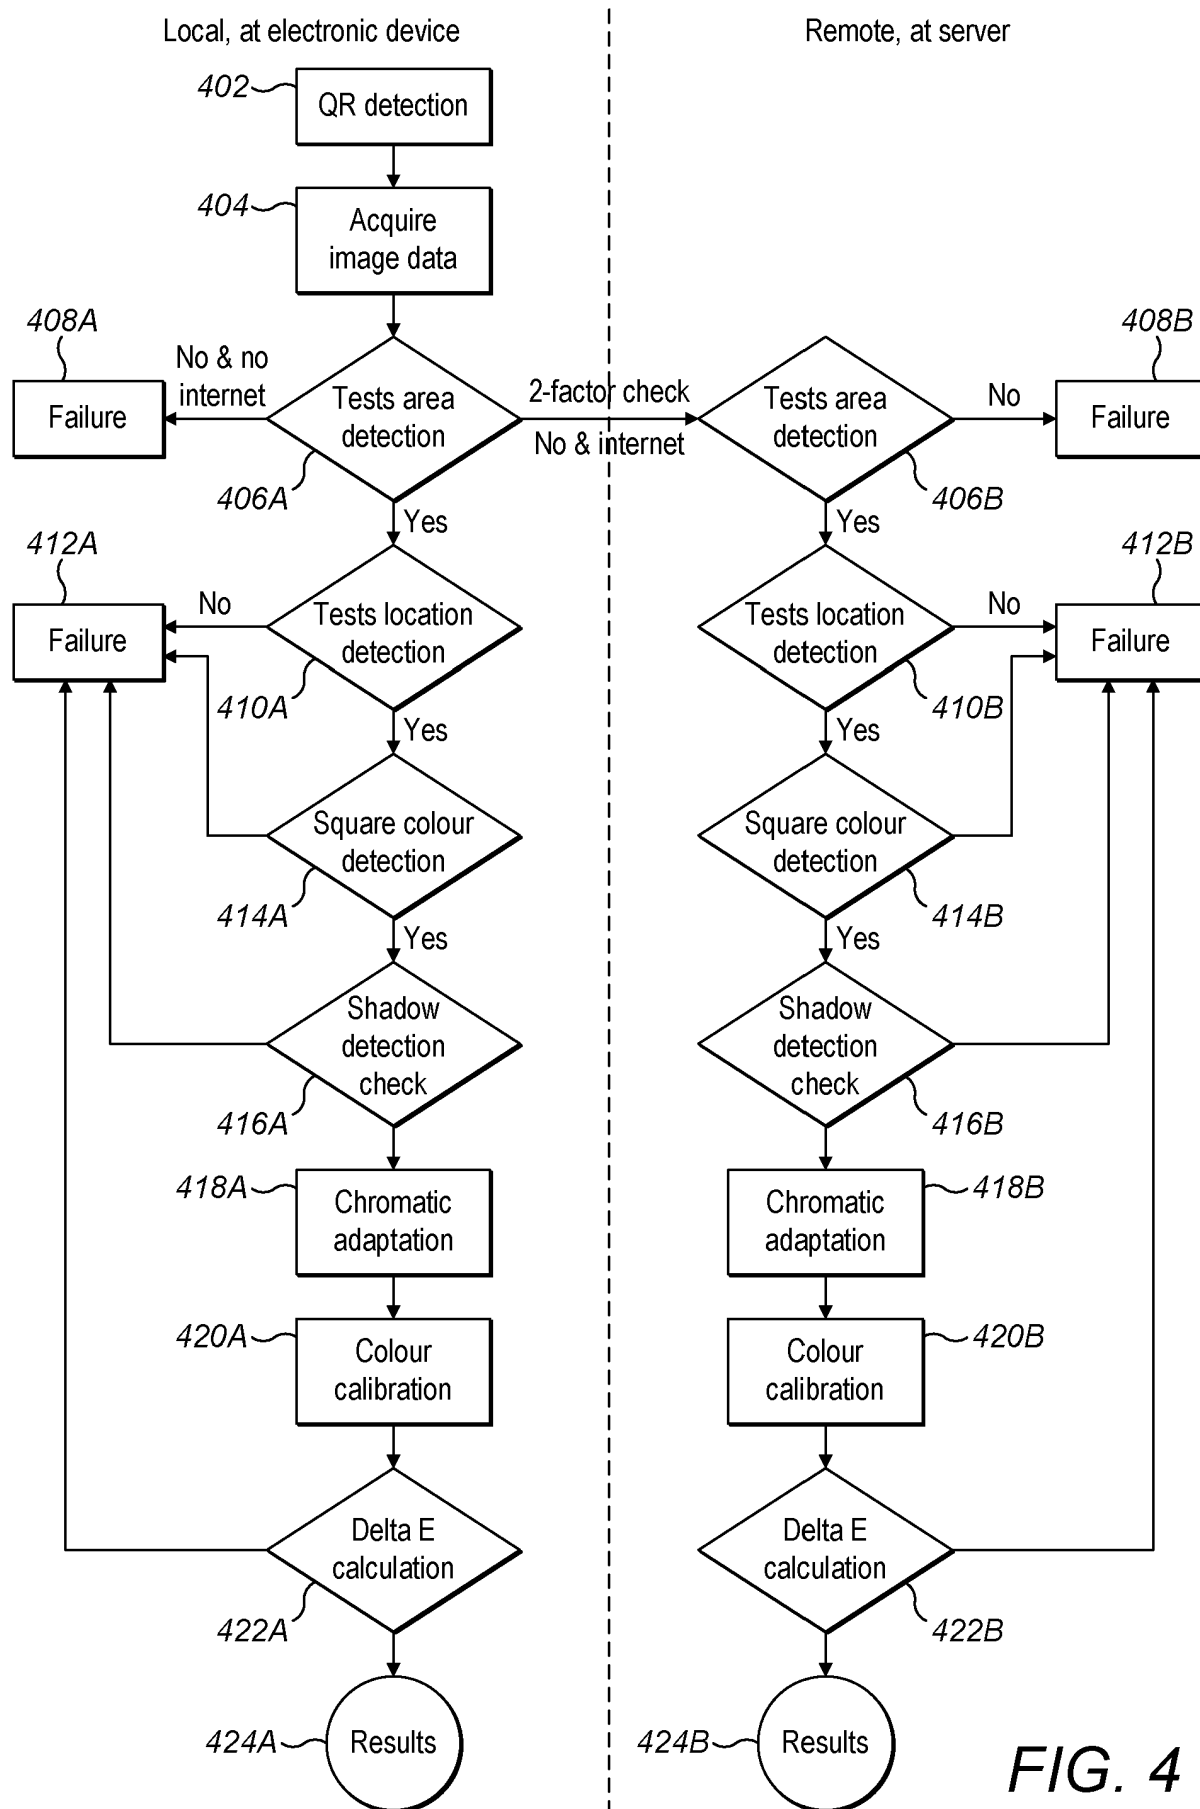 Local, at electronic device
Remote, at server
402
QR detection
404
Acquire
image data
408A
No & no
internet
Failure
Tests area
detection
406A
2-factor check
No & internet
Tests area
detection
406B
No
408B
Failure
Yes
Yes
412A
Failure
No
Tests location
detection
410A
Tests location
detection
410B
No
412B
Failure
Yes
Yes
Square colour
detection
414A
Square colour
detection
414B
Yes
Yes
Shadow
detection
check
416A
Shadow
detection
check
416B
418A
Chromatic
adaptation
Chromatic
adaptation
418B
420A
Colour
calibration
Colour
calibration
420B
Delta E
calculation
422A
Delta E
calculation
422B
424A
Results
424B
Results
FIG. 4